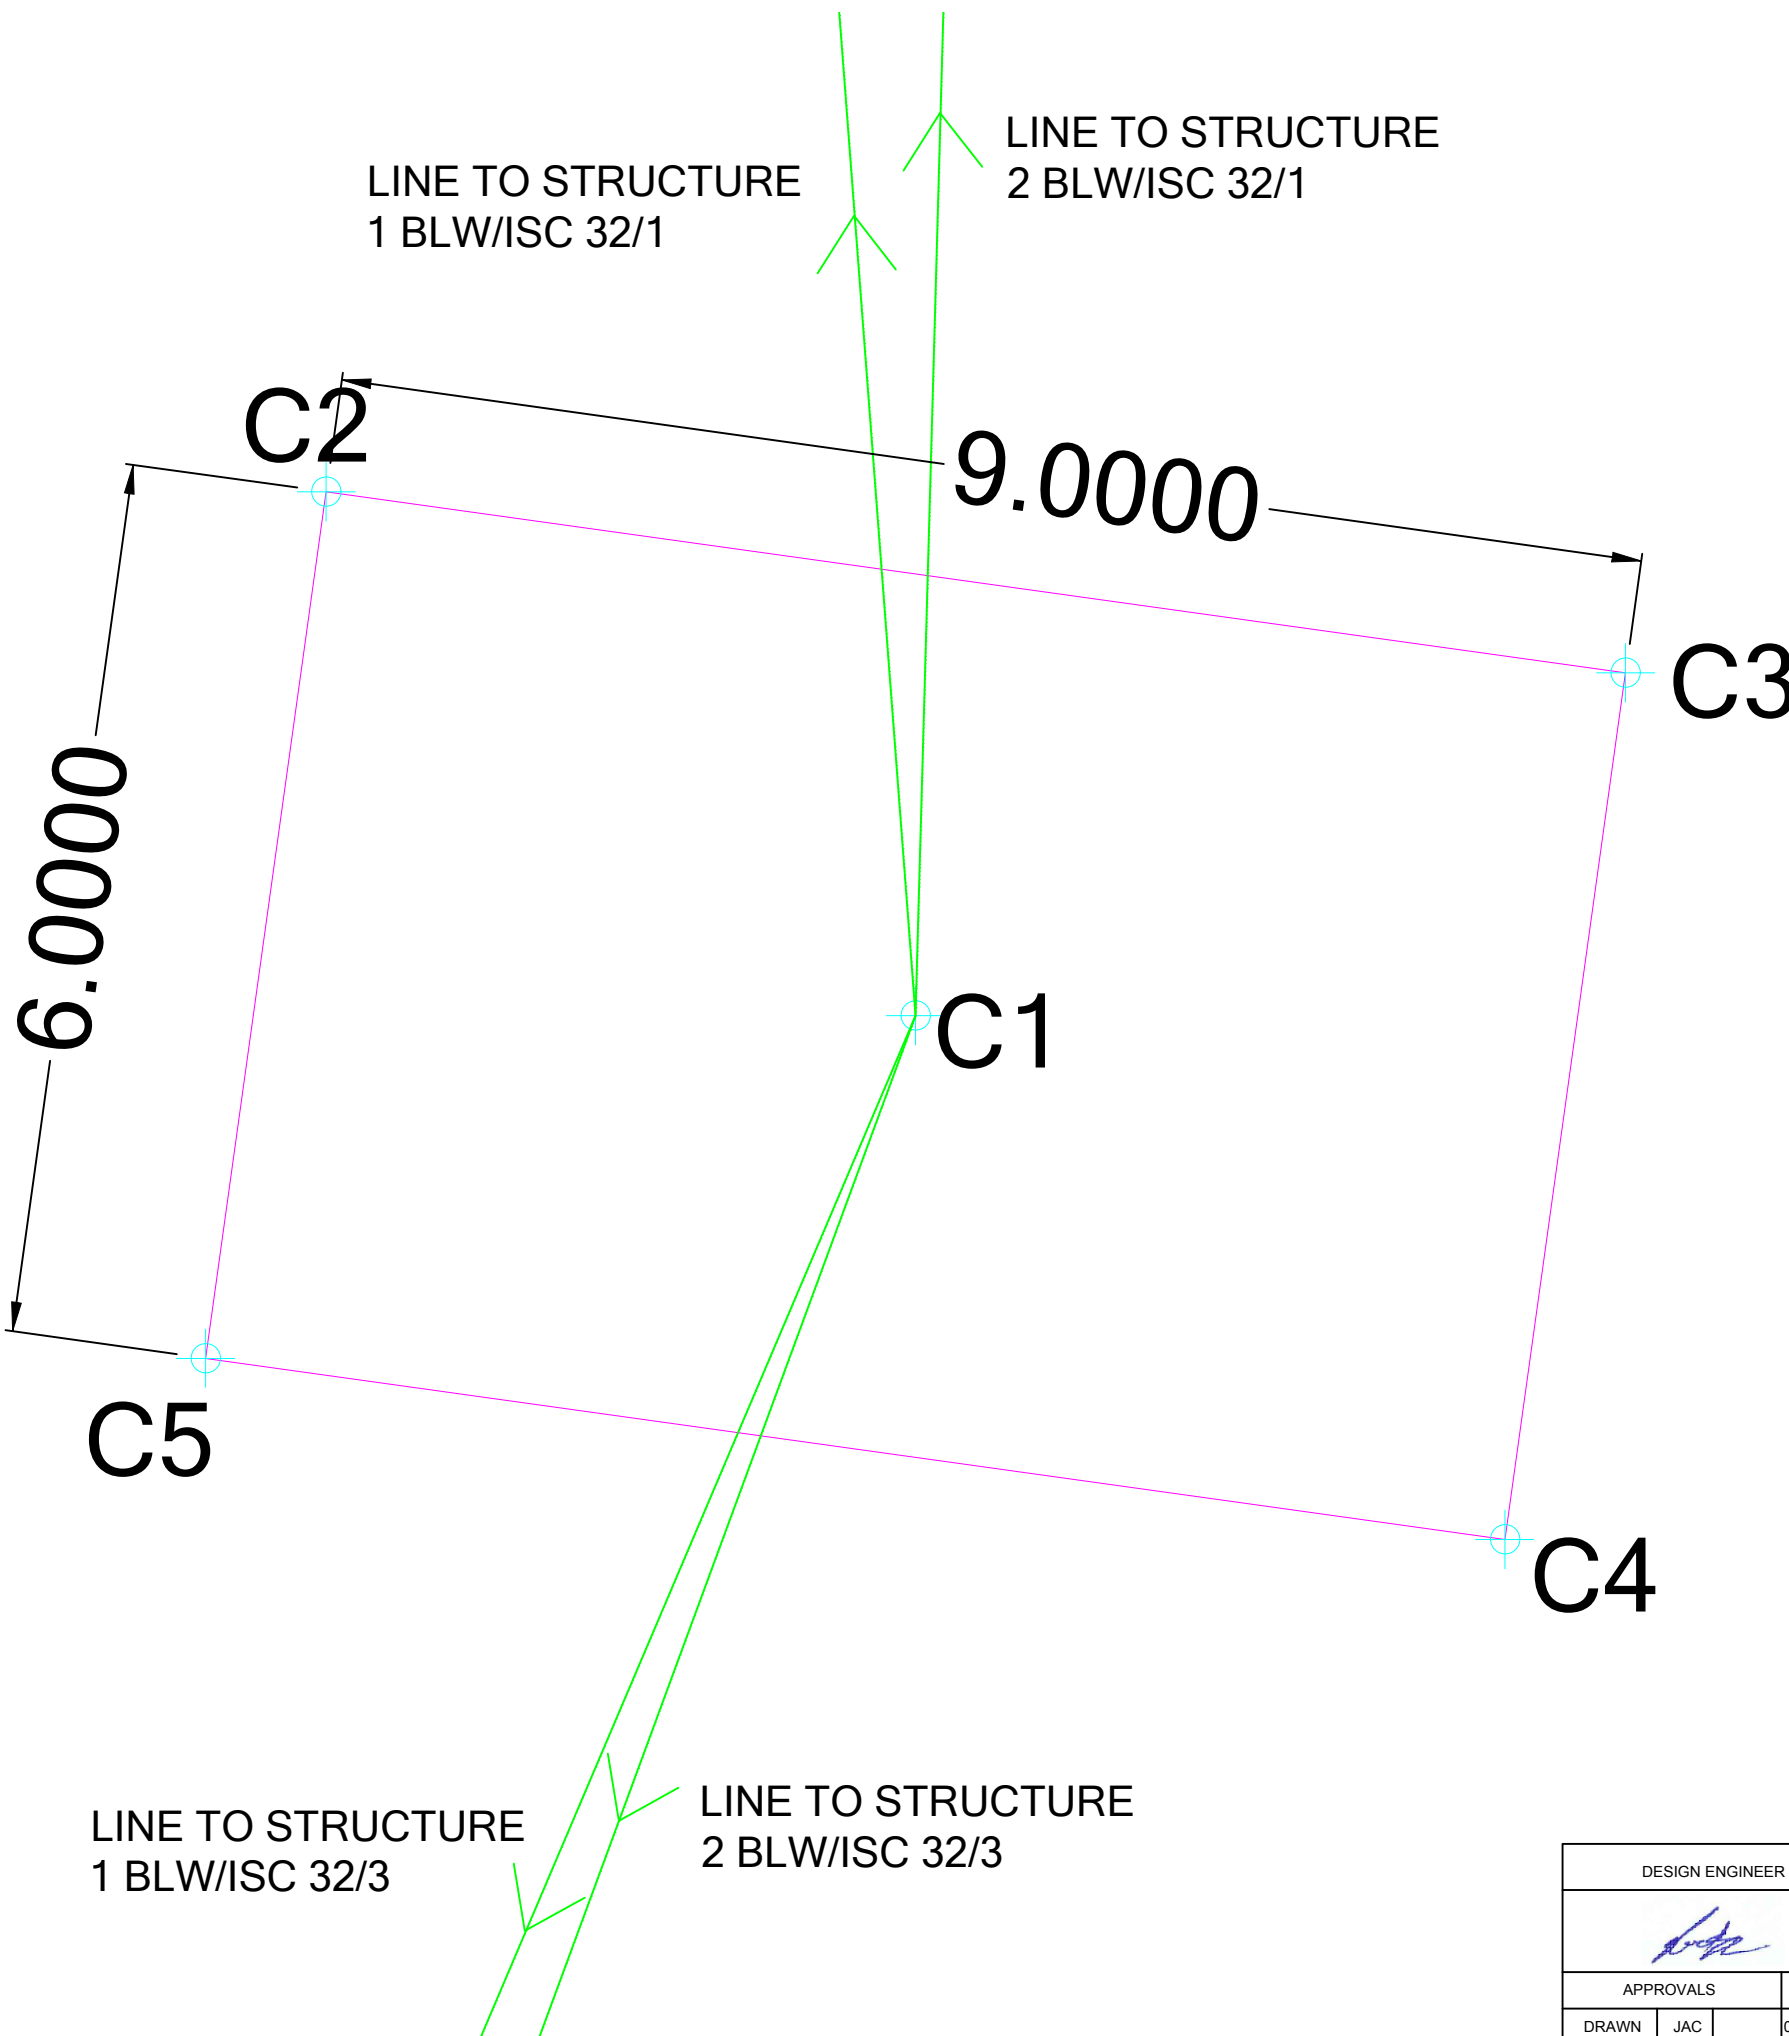 LINE TO STRUCTURE
2 BLW/ISC 32/1
LINE TO STRUCTURE
1 BLW/ISC 32/1
C2
9.0000
C3
6.0000
C1
C5
C4
LINE TO STRUCTURE
2 BLW/ISC 32/3
LINE TO STRUCTURE
1 BLW/ISC 32/3
DESIGN ENGINEER
APPROVALS
DRAWN JAC